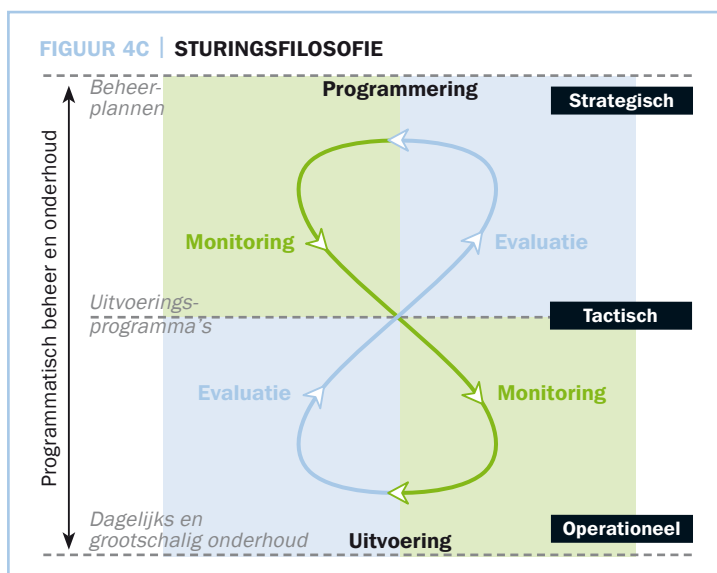 FIGUUR 4C | STURINGSFILOSOFIE
Beheer-
plannen
Programmering
Strategisch
Programmatisch beheer en onderhoud
Monitoring
Evaluatie
Uitvoerings-
programma's
Tactisch
Evaluatie
Monitoring
Dagelijks en
grootschalig onderhoud
Uitvoering
Operationeel